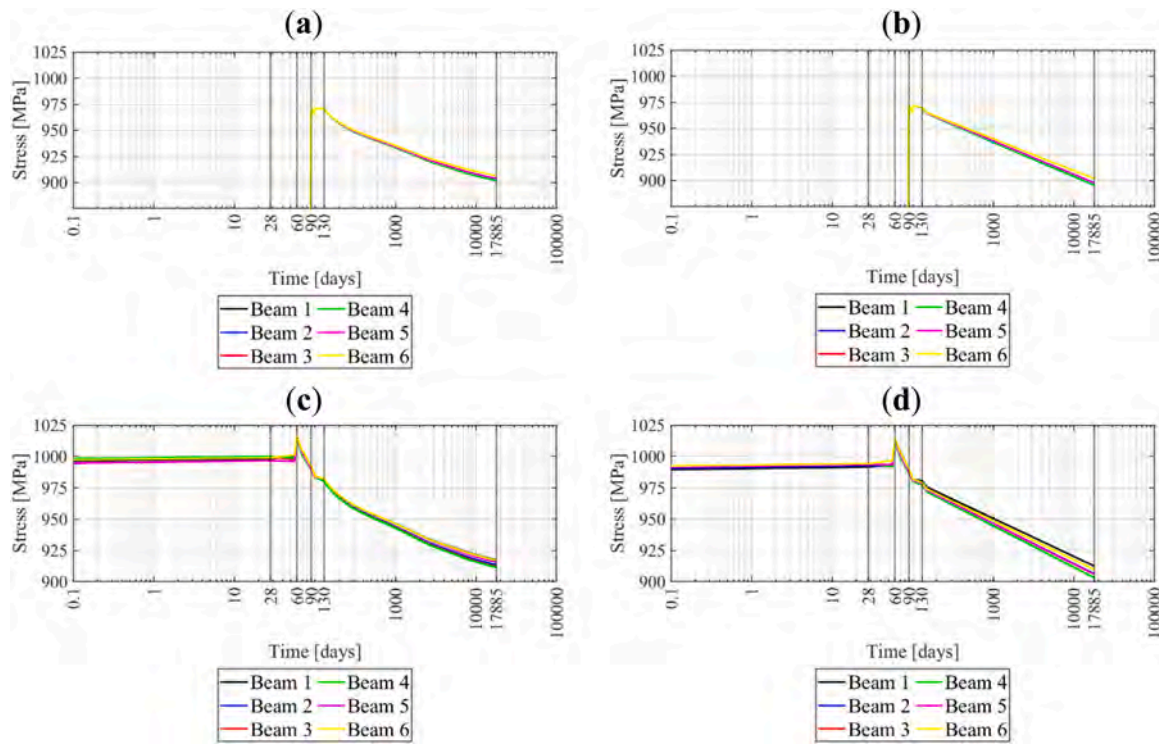 (a)
1025
1000
975
950
925
900
Stress [MPa]
0.1
1
10
28
60
90
130
1000
10000
17885
100000
Time [days]
Beam 1 Beam 4
Beam 2 Beam 5
Beam 3 Beam 6
(b)
1025
1000
975
950
925
900
Stress [MPa]
0.1
1
10
28
60
90
130
1000
10000
17885
100000
Time [days]
Beam 1 Beam 4
Beam 2 Beam 5
Beam 3 Beam 6
(c)
1025
1000
975
950
925
900
Stress [MPa]
0.1
1
10
28
60
90
130
1000
10000
17885
100000
Time [days]
Beam 1 Beam 4
Beam 2 Beam 5
Beam 3 Beam 6
(d)
1025
1000
975
950
925
900
Stress [MPa]
0.1
1
10
28
60
90
130
1000
10000
17885
100000
Time [days]
Beam 1 Beam 4
Beam 2 Beam 5
Beam 3 Beam 6